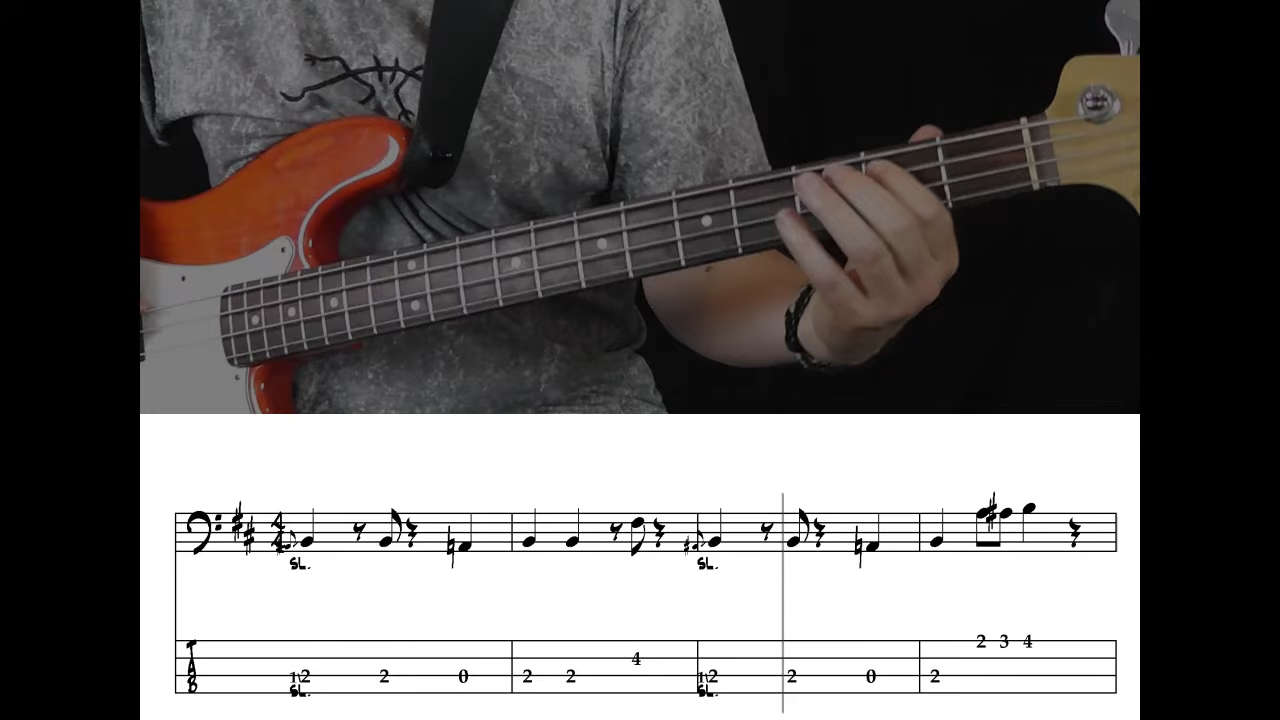 4
4
SL. SL.
2 3 4
4
T 1 2 2 0 2 2 1 2 2 0 2
A
B SL. SL.